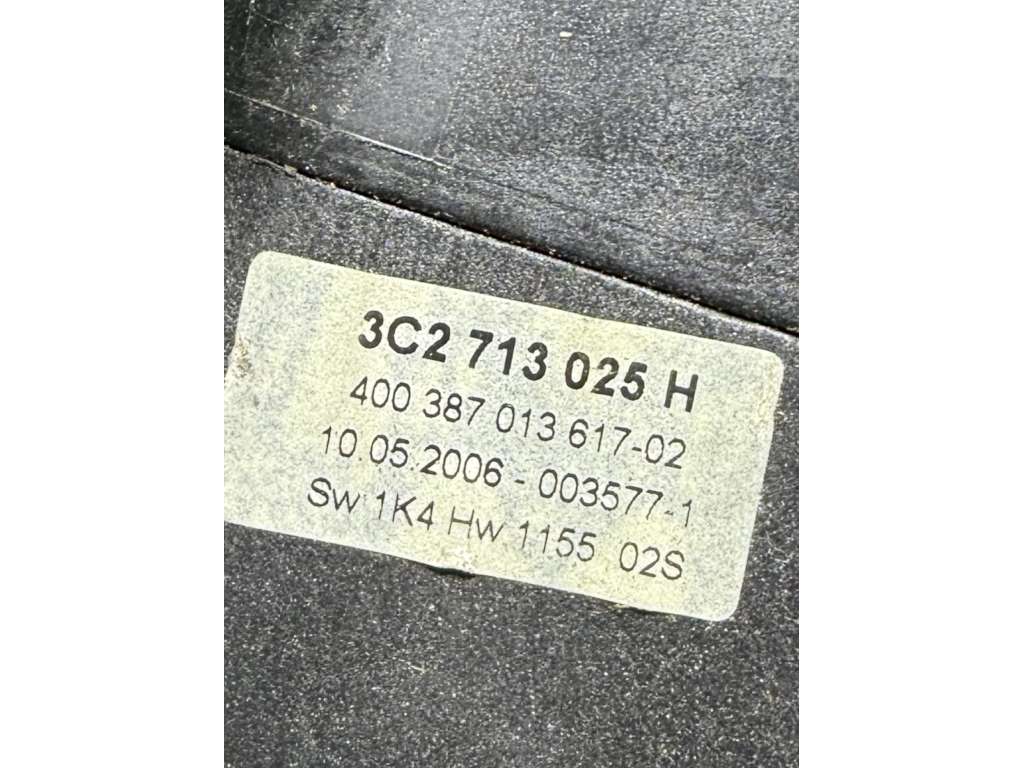 3C2 713 025 H
400 387 013 617-02
10.05.2006 - 003577-1
Sw 1K4 Hw 1155 02S